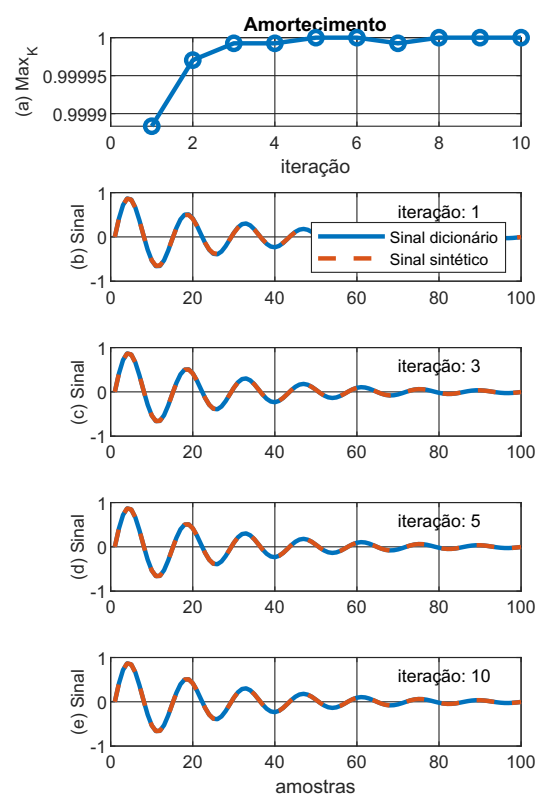 Amortecimento
(a) Max_K
1
0.99995
0.9999
0 2 4 6 8 10
iteração
(b) Sinal
1
0
-1
iteração: 1
Sinal dicionário
Sinal sintético
0 20 40 60 80 100
(c) Sinal
1
0
-1
iteração: 3
0 20 40 60 80 100
(d) Sinal
1
0
-1
iteração: 5
0 20 40 60 80 100
(e) Sinal
1
0
-1
iteração: 10
0 20 40 60 80 100
amostras